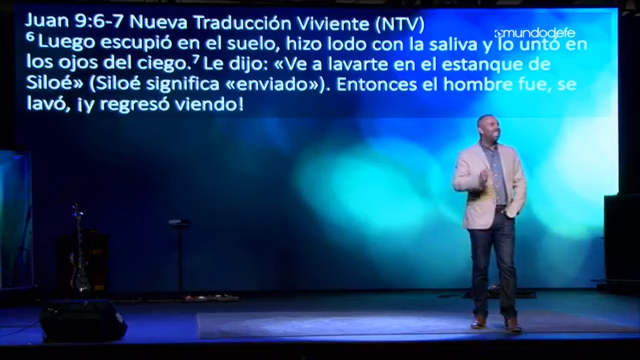 Juan 9:6-7 Nueva Traducción Viviente (NTV)
mundodefe
⁶ Luego escupió en el suelo, hizo lodo con la saliva y lo untó en
los ojos del ciego.⁷ Le dijo: «Ve a lavarte en el estanque de
Siloé» (Siloé significa «enviado»). Entonces el hombre fue, se
lavó, ¡y regresó viendo!